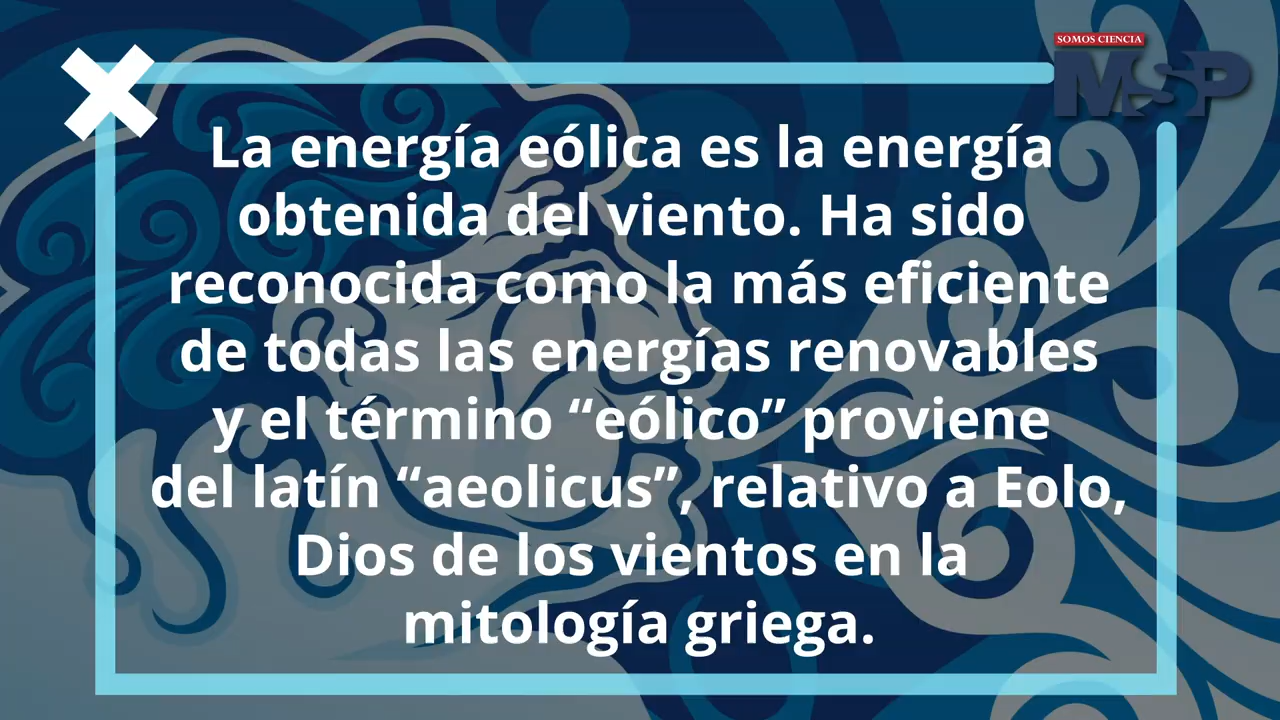 SOMOS CIENCIA
MSP
La energía eólica es la energía
obtenida del viento. Ha sido
reconocida como la más eficiente
de todas las energías renovables
y el término “eólico” proviene
del latín “aeolicus”, relativo a Eolo,
Dios de los vientos en la
mitología griega.